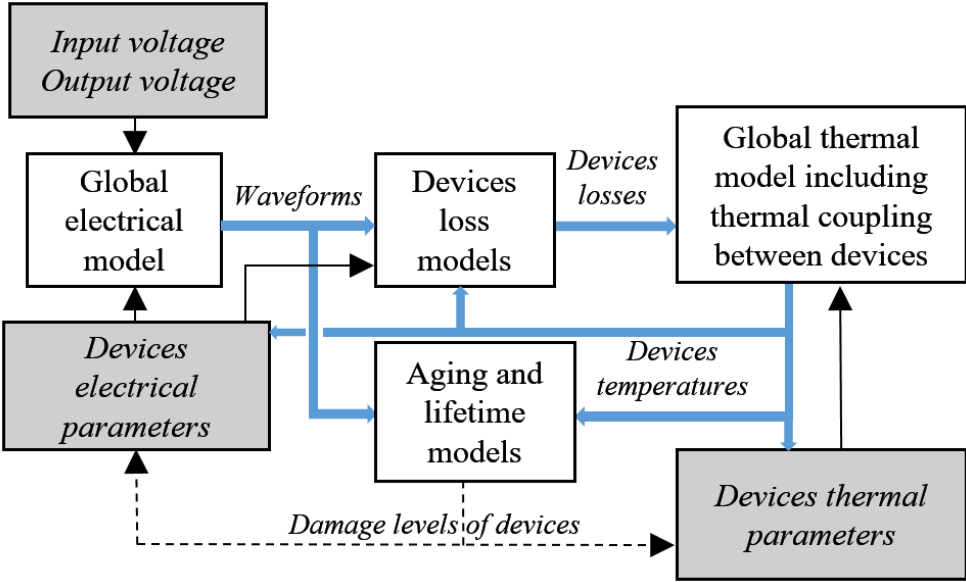 Input voltage
Output voltage
Global
electrical
model
Waveforms
Devices
loss
models
Devices
losses
Global thermal
model including
thermal coupling
between devices
Devices
electrical
parameters
Aging and
lifetime
models
Devices
temperatures
Devices thermal
parameters
Damage levels of devices